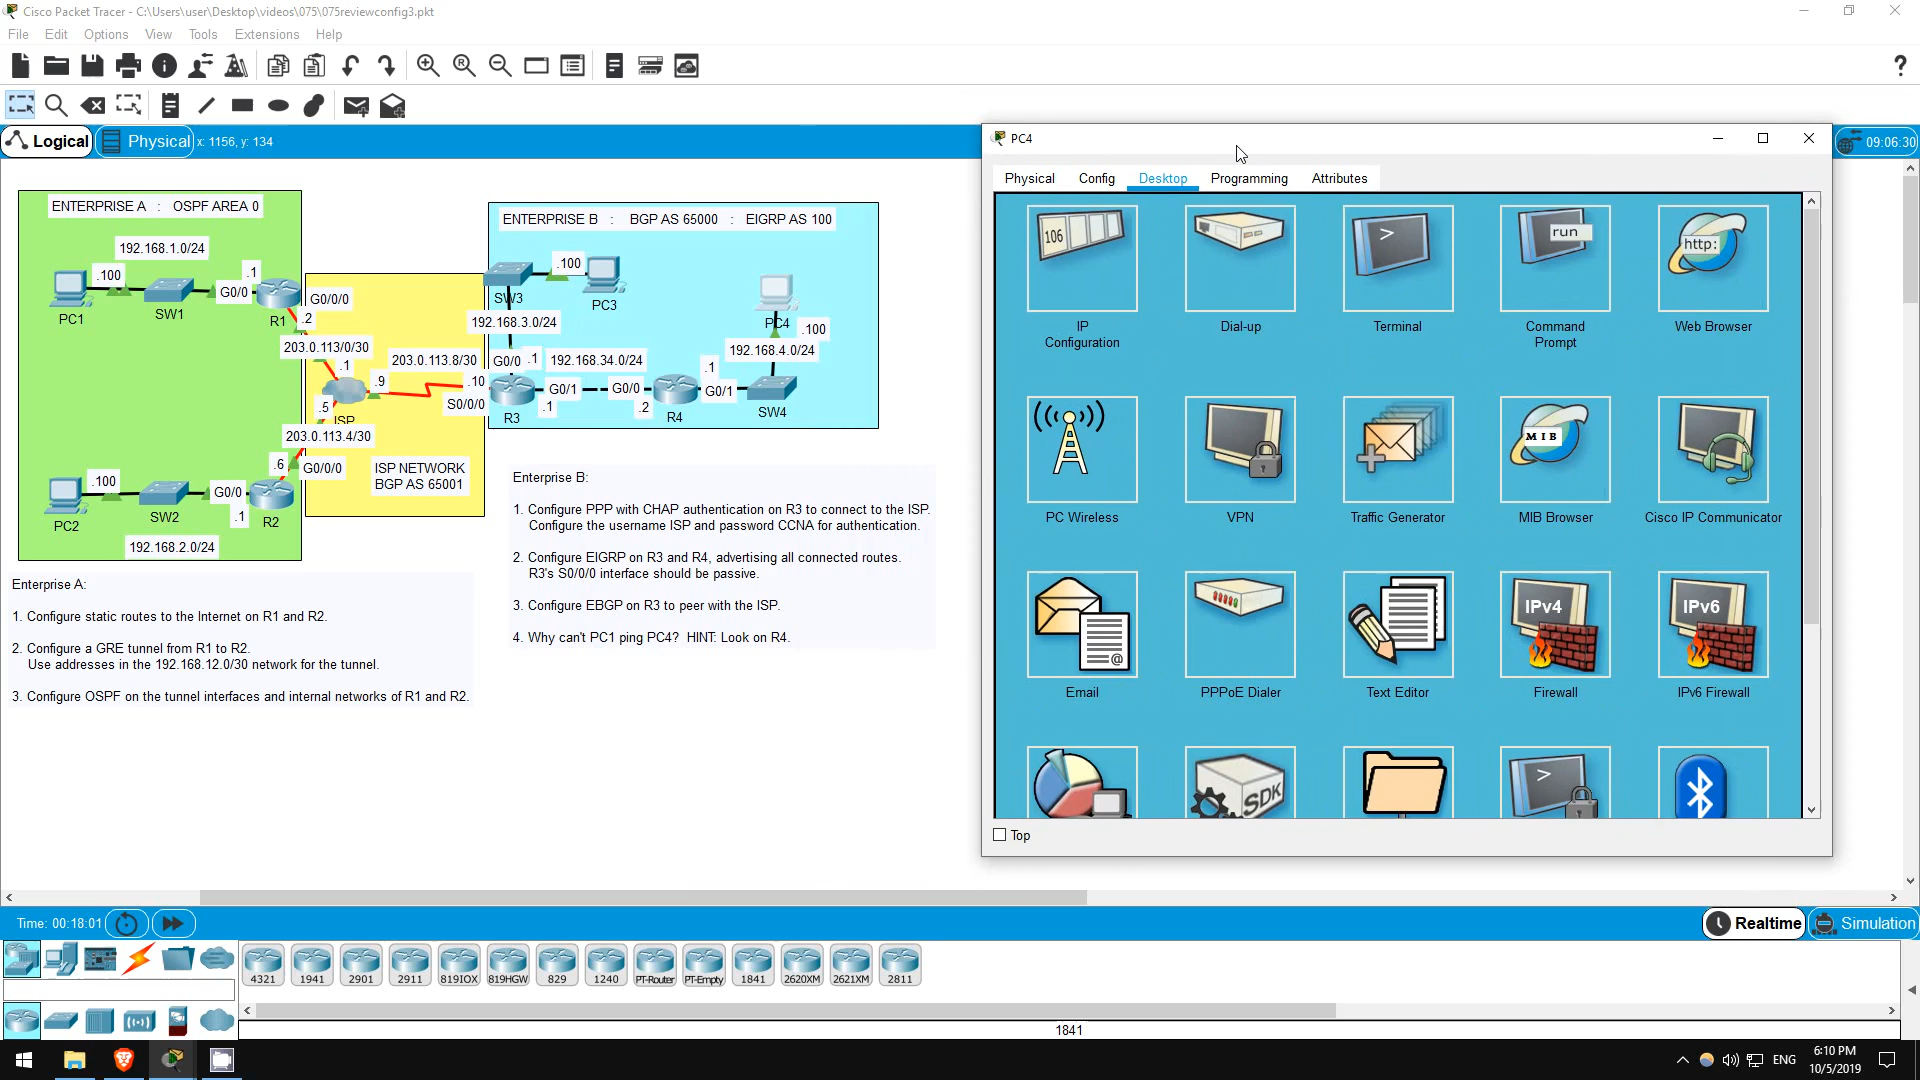 Cisco Packet Tracer - C:\Users\user\Desktop\videos\075\075reviewconfig3.pkt
File Edit Options View Tools Extensions Help
?
Logical
Physical
x: 1156, y: 134
09:06:30
PC4
Physical Config Desktop Programming Attributes
106
>
run
http:
IP
Configuration
Dial-up
Terminal
Command
Prompt
Web Browser
MIB
PC Wireless
VPN
Traffic Generator
MIB Browser
Cisco IP Communicator
@
IPv4
IPv6
Email
PPPoE Dialer
Text Editor
Firewall
IPv6 Firewall
SDK
>
Top
ENTERPRISE A : OSPF AREA 0
192.168.1.0/24
.100
.1
G0/0
PC1
SW1
R1
G0/0/0
.2
203.0.113/0/30
.1
.5
ISP
203.0.113.4/30
.6
G0/0/0
.100
G0/0
.1
PC2
SW2
R2
192.168.2.0/24
203.0.113.8/30
.9
.10
S0/0/0
ISP NETWORK
BGP AS 65001
ENTERPRISE B : BGP AS 65000 : EIGRP AS 100
.100
SW3
PC3
192.168.3.0/24
G0/0
.1
192.168.34.0/24
G0/1
.1
R3
G0/0
.2
R4
.1
G0/1
PC4
.100
192.168.4.0/24
SW4
Enterprise B:
1. Configure PPP with CHAP authentication on R3 to connect to the ISP.
Configure the username ISP and password CCNA for authentication.
2. Configure EIGRP on R3 and R4, advertising all connected routes.
R3's S0/0/0 interface should be passive.
3. Configure EBGP on R3 to peer with the ISP.
4. Why can't PC1 ping PC4? HINT: Look on R4.
Enterprise A:
1. Configure static routes to the Internet on R1 and R2.
2. Configure a GRE tunnel from R1 to R2.
Use addresses in the 192.168.12.0/30 network for the tunnel.
3. Configure OSPF on the tunnel interfaces and internal networks of R1 and R2.
Time: 00:18:01
Realtime
Simulation
4321 1941 2901 2911 819IOX 819HGW 829 1240 PT-Router PT-Empty 1841 2620XM 2621XM 2811
1841
ENG
6:10 PM
10/5/2019